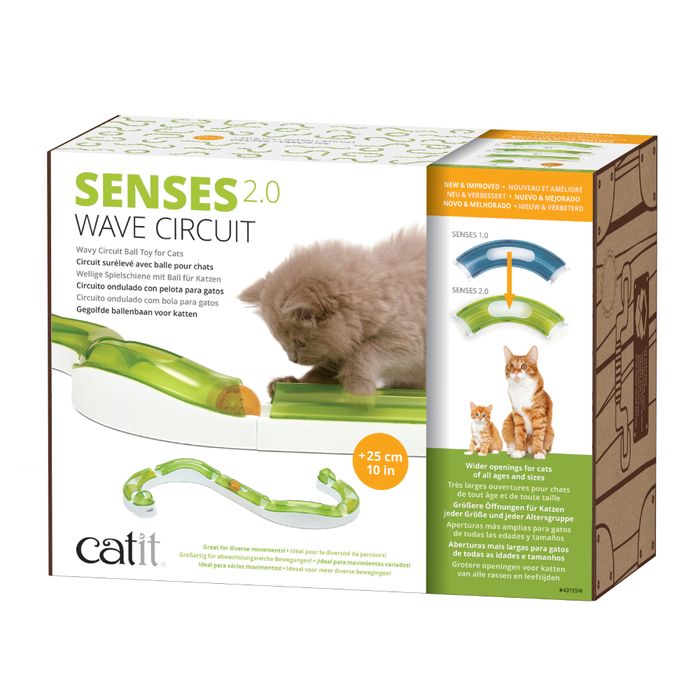 SENSES 2.0
WAVE CIRCUIT
Wavy Circuit Ball Toy for Cats
Circuit surélevé avec balle pour chats
Wellige Spielschiene mit Ball für Katzen
Circuito ondulado con pelota para gatos
Circuito ondulado com bola para gatos
Gegolfde ballenbaan voor katten
+25 cm
10 in
catit
Great for diverse movements! • Idéal pour la diversité du parcours!
Großartig für abwechslungsreiche Bewegungen! • ¡Ideal para movimientos variados!
Ideal para vários movimentos! • Ideaal voor meer diverse bewegingen!
NEW & IMPROVED • NOUVEAU ET AMÉLIORÉ
NEU & VERBESSERT • NUEVO & MEJORADO
NOVO & MELHORADO • NIEUW & VERBETERD
SENSES 1.0
SENSES 2.0
Wider openings for cats
of all ages and sizes
Très larges ouvertures pour chats
de tout âge et de toute taille
Größere Öffnungen für Katzen
jeder Größe und jeder Altersgruppe
Aperturas más amplias para gatos
de todas las edades y tamaños
Aberturas mais largas para gatos
de todas as idades e tamanhos
Grotere openingen voor katten
van alle rassen en leeftijden
#43155W